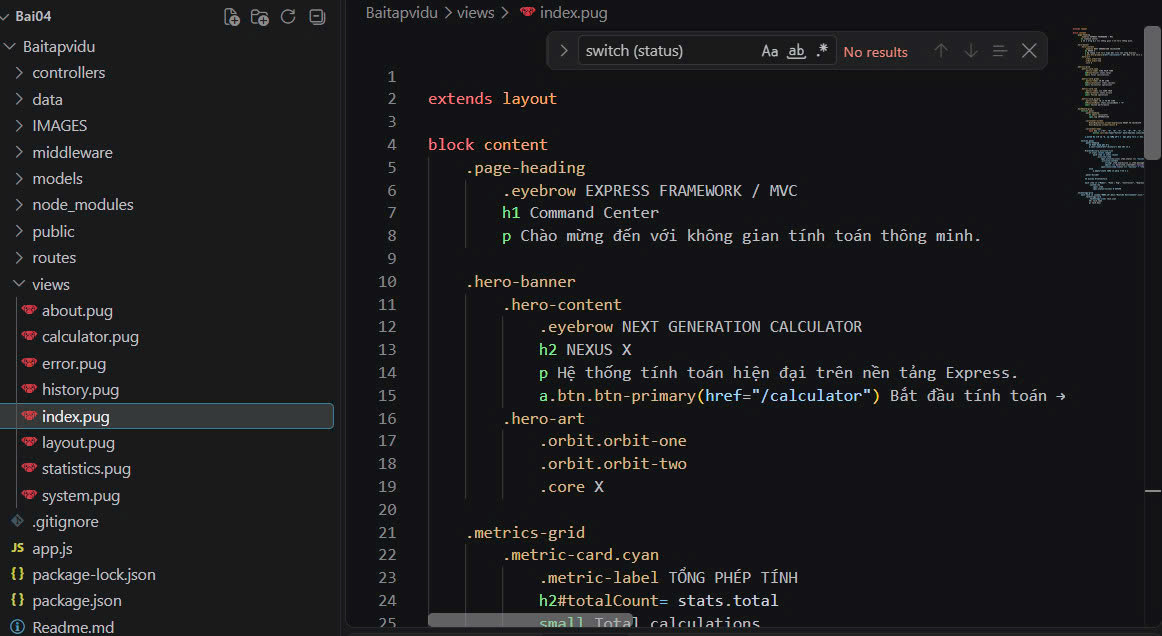 Bai04
Baitapvidu
controllers
data
IMAGES
middleware
models
node_modules
public
routes
views
about.pug
calculator.pug
error.pug
history.pug
index.pug
layout.pug
statistics.pug
system.pug
.gitignore
JS app.js
{} package-lock.json
{} package.json
Readme.md
Baitapvidu > views > index.pug
switch (status) Aa ab .* No results
1
2 extends layout
3
4 block content
5 .page-heading
6 .eyebrow EXPRESS FRAMEWORK / MVC
7 h1 Command Center
8 p Chào mừng đến với không gian tính toán thông minh.
9
10 .hero-banner
11 .hero-content
12 .eyebrow NEXT GENERATION CALCULATOR
13 h2 NEXUS X
14 p Hệ thống tính toán hiện đại trên nền tảng Express.
15 a.btn.btn-primary(href="/calculator") Bắt đầu tính toán →
16 .hero-art
17 .orbit.orbit-one
18 .orbit.orbit-two
19 .core X
20
21 .metrics-grid
22 .metric-card.cyan
23 .metric-label TỔNG PHÉP TÍNH
24 h2#totalCount= stats.total
25 small Total calculations